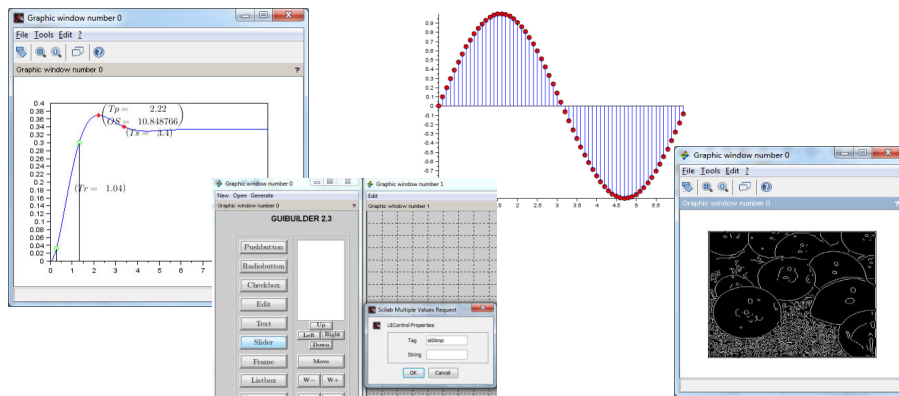 Graphic window number 0
File Tools Edit ?
Graphic window number 0 ?
0.4
0.38
0.36
0.34
0.32
0.3
0.28
0.26
0.24
0.22
0.2
0.18
0.16
0.14
0.12
0.1
0.08
0.06
0.04
0.02
0
0 1 2 3 4 5 6 7
Tp = 2.22
OS = 10.848766
(Ts = 3.4)
(Tr = 1.04)
0.9
0.8
0.7
0.6
0.5
0.4
0.3
0.2
0.1
0
-0.1
-0.2
-0.3
-0.4
-0.5
-0.6
-0.7
3.5 4 4.5 5 5.5
Graphic window number 0
New Open Generate
Graphic window number 0 ?
GUIBUILDER 2.3
Pushbutton
Radiobutton
Checkbox
Edit
Text
Slider
Frame
Listbox
Up
Left Right
Down
Move
W- W+
Graphic window number 1
Edit
Graphic window number 1
Scilab Multiple Values Request
UIControl Properties
Tag sldAmp
String
OK Cancel
Graphic window number 0
File Tools Edit ?
Graphic window number 0 ?